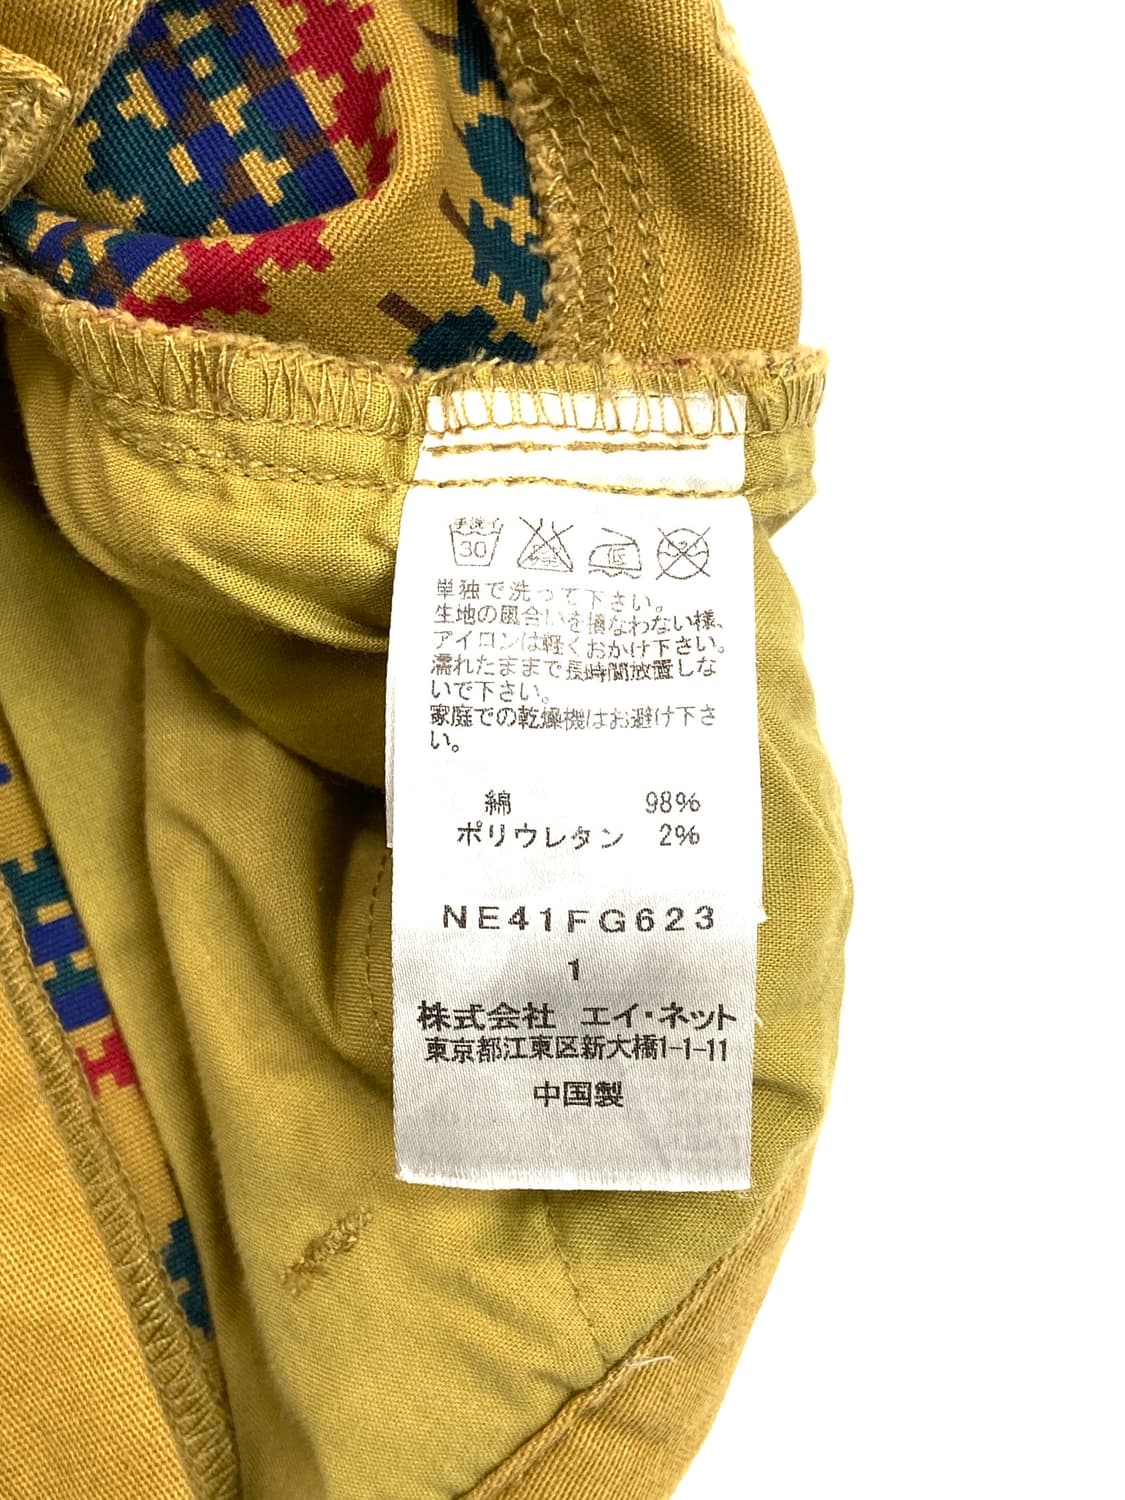 手洗イ
30
低
単独で洗って下さい。
生地の風合いを損なわない様、
アイロンは軽くおかけ下さい。
濡れたままで長時間放置しな
いで下さい。
家庭での乾燥機はお避け下さ
い。
綿 98%
ポリウレタン 2%
NE41FG623
1
株式会社 エイ・ネット
東京都江東区新大橋1-1-11
中国製